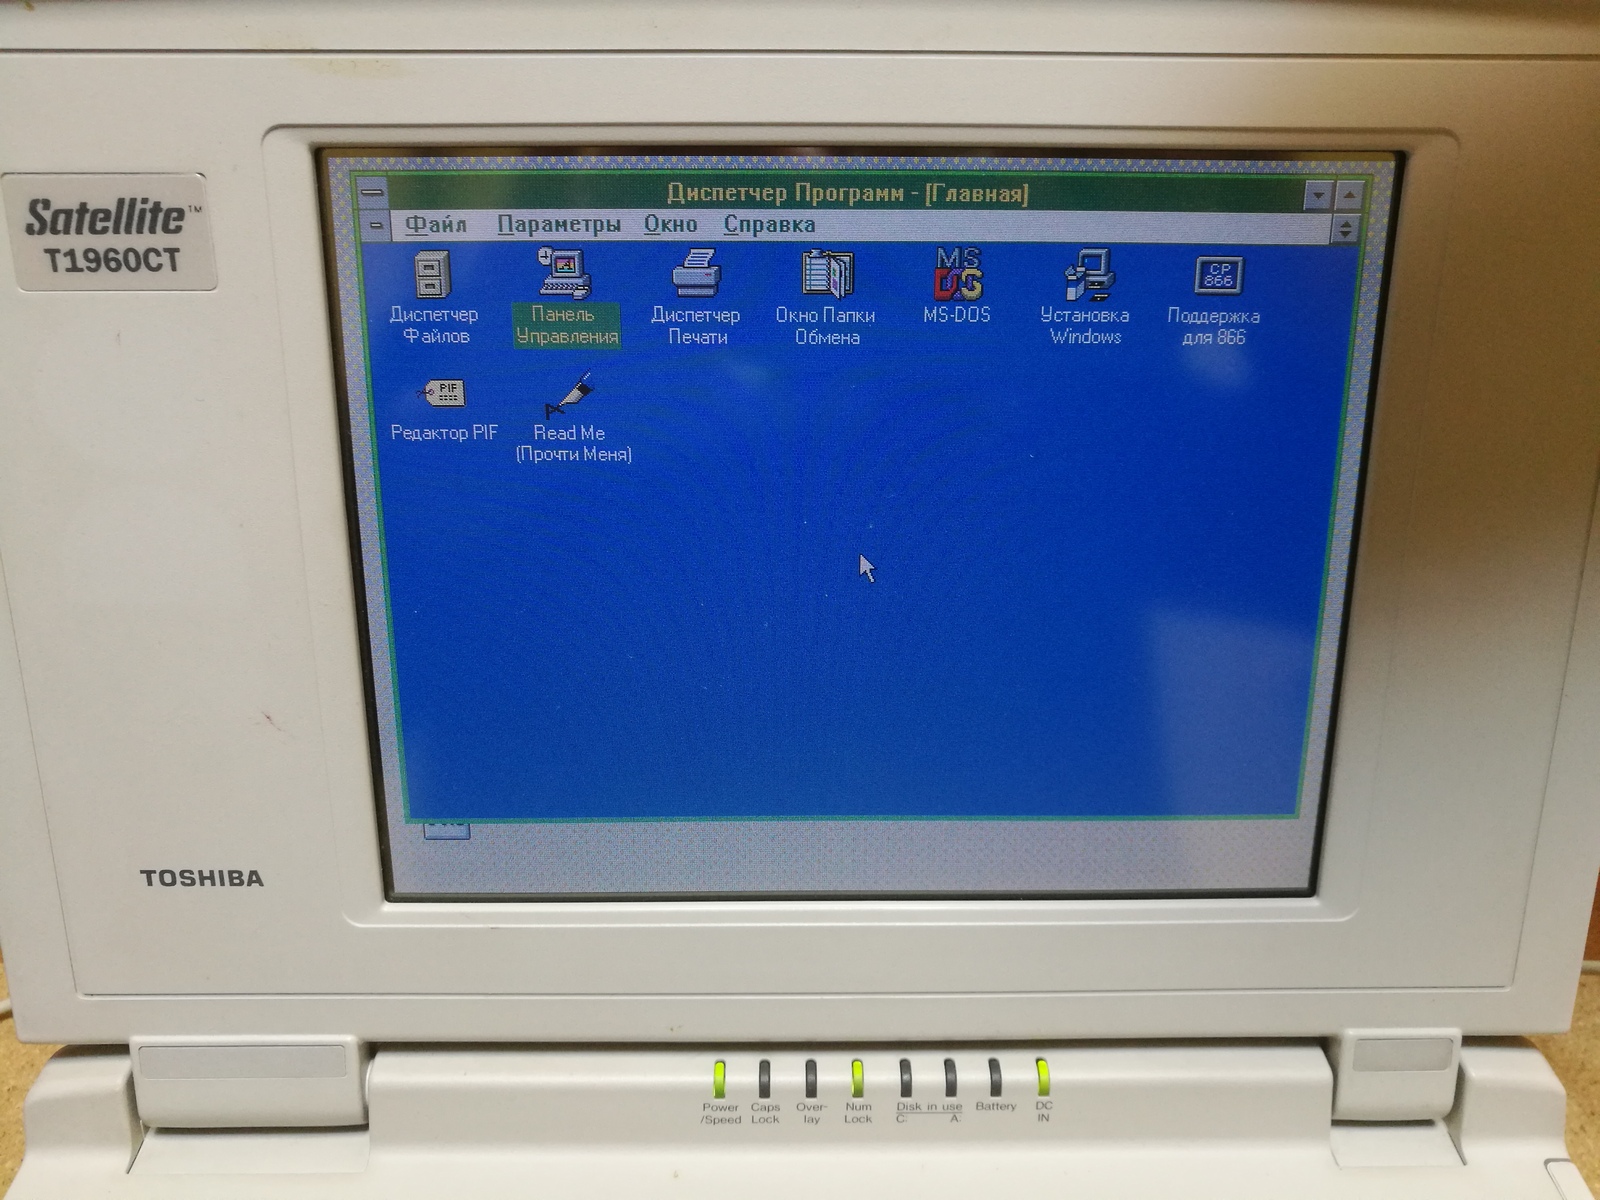 Satellite™
T1960CT
Диспетчер Программ - [Главная]
Файл Параметры Окно Справка
MS
DOS
CP
866
Диспетчер
Файлов
Панель
Управления
Диспетчер
Печати
Окно Папки
Обмена
MS-DOS
Установка
Windows
Поддержка
для 866
PIF
Редактор PIF
Read Me
(Прочти Меня)
TOSHIBA
Power
/Speed
Caps
Lock
Over-
lay
Num
Lock
Disk in use
C: A:
Battery
DC
IN